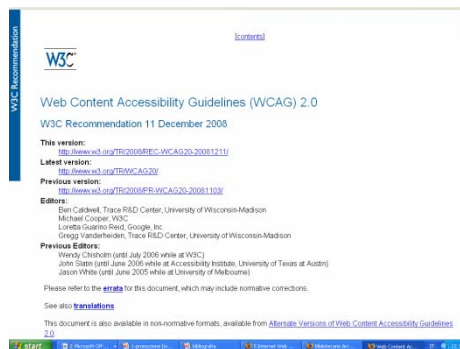 [contents]
W3C Recommendation
W3C
Web Content Accessibility Guidelines (WCAG) 2.0
W3C Recommendation 11 December 2008
This version:
http://www.w3.org/TR/2008/REC-WCAG20-20081211/
Latest version:
http://www.w3.org/TR/WCAG20/
Previous version:
http://www.w3.org/TR/2008/PR-WCAG20-20081103/
Editors:
Ben Caldwell, Trace R&D Center, University of Wisconsin-Madison
Michael Cooper, W3C
Loretta Guarino Reid, Google, Inc.
Gregg Vanderheiden, Trace R&D Center, University of Wisconsin-Madison
Previous Editors:
Wendy Chisholm (until July 2006 while at W3C)
John Slatin (until June 2006 while at Accessibility Institute, University of Texas at Austin)
Jason White (until June 2005 while at University of Melbourne)
Please refer to the errata for this document, which may include normative corrections.
See also translations
This document is also available in non-normative formats, available from Alternate Versions of Web Content Accessibility Guidelines
2.0
start